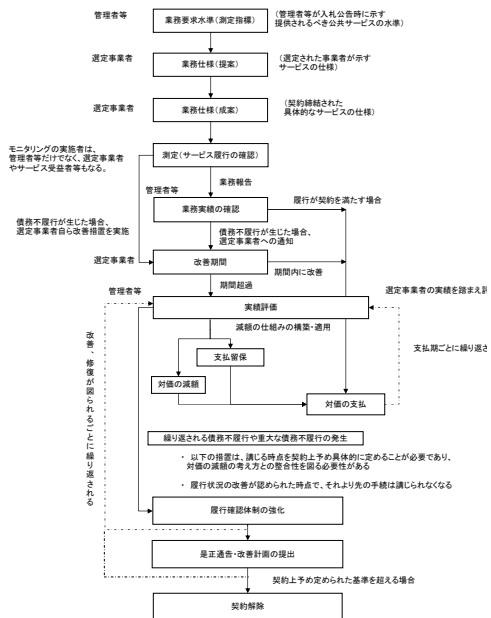 管理者等
業務要求水準(測定指標)
(管理者等が入札公告時に示す
提供されるべき公共サービスの水準)
選定事業者
業務仕様(提案)
(選定された事業者が示す
サービスの仕様)
選定事業者
業務仕様(成案)
(契約締結された
具体的なサービスの仕様)
モニタリングの実施者は、
管理者等だけでなく、選定事業者
やサービス受益者等もなる。
測定(サービス履行の確認)
業務報告
管理者等
業務実績の確認
履行が契約を満たす場合
債務不履行が生じた場合、
選定事業者自ら改善措置を実施
債務不履行が生じた場合、
選定事業者への通知
選定事業者
改善期間
期間内に改善
期間超過
管理者等
選定事業者の実績を踏まえ評
実績評価
減額の仕組みの構築・適用
支払留保
支払期ごとに繰り返さ
対価の減額
対価の支払
改善、修復が図られるごとに繰り返される
繰り返される債務不履行や重大な債務不履行の発生
・ 以下の措置は、講じる時点を契約上予め具体的に定めることが必要であり、
対価の減額の考え方との整合性を図る必要性がある
・ 履行状況の改善が認められた時点で、それより先の手続は講じられなくなる
履行確認体制の強化
是正通告・改善計画の提出
契約上予め定められた基準を超える場合
契約解除